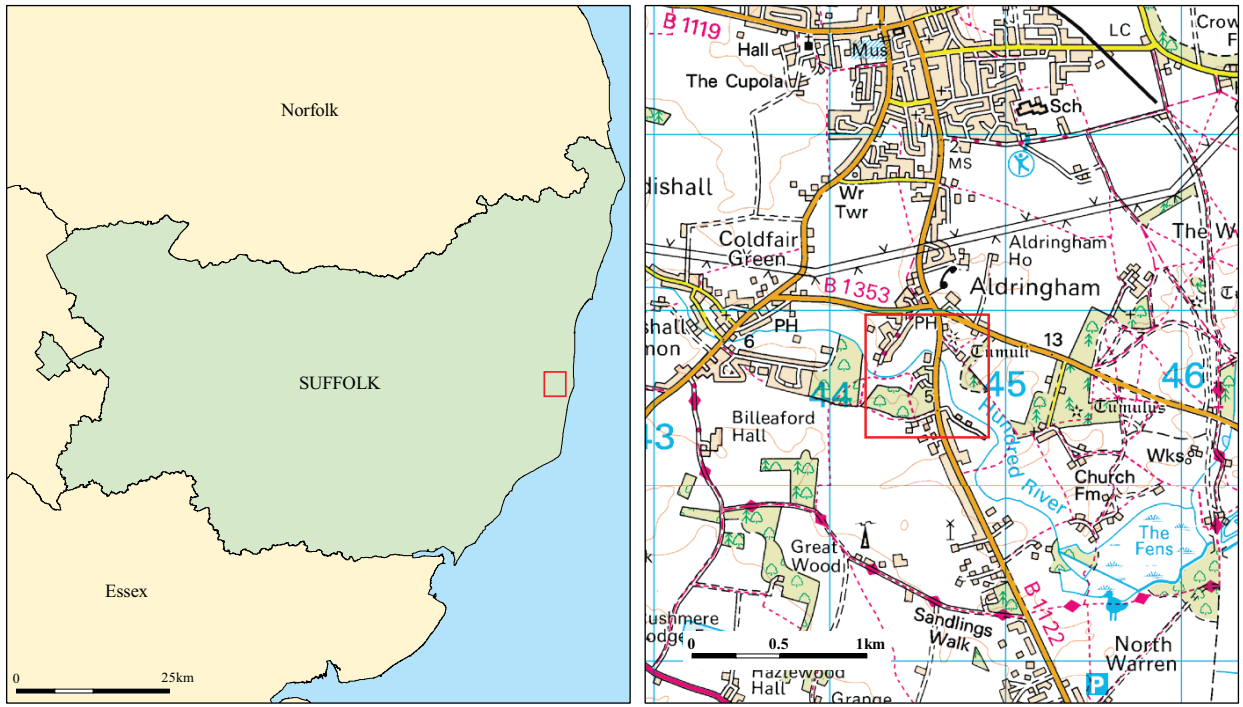 Norfolk
SUFFOLK
Essex
0
25km
B 1119
Hall
Mus
LC
Crow
F
The Cupola
Sch
2
MS
dishall
Wr
Twr
Coldfair
Green
Aldringham
Ho
The W
B 1353
Aldringham
Tu
shall
mon
PH
6
PH
Tumuli
13
44
45
46
5
Tumulus
43
Billeaford
Hall
Hundred River
Wks
Church
Fm
The
Fens
k
Great
Wood
Sandlings
Walk
B 1122
ushmere
odge
0
0.5
1km
North
Warren
Hazlewood
Hall
Grange
P